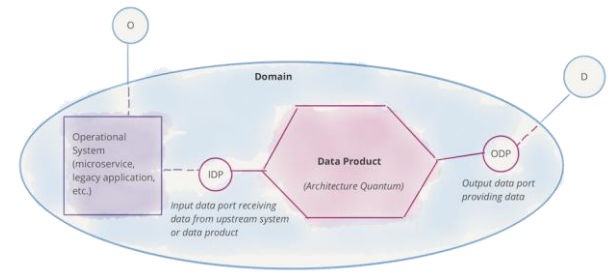 O
Domain
D
Operational
System
(microservice,
legacy application,
etc.)
IDP
Data Product
(Architecture Quantum)
ODP
Input data port receiving
data from upstream system
or data product
Output data port
providing data